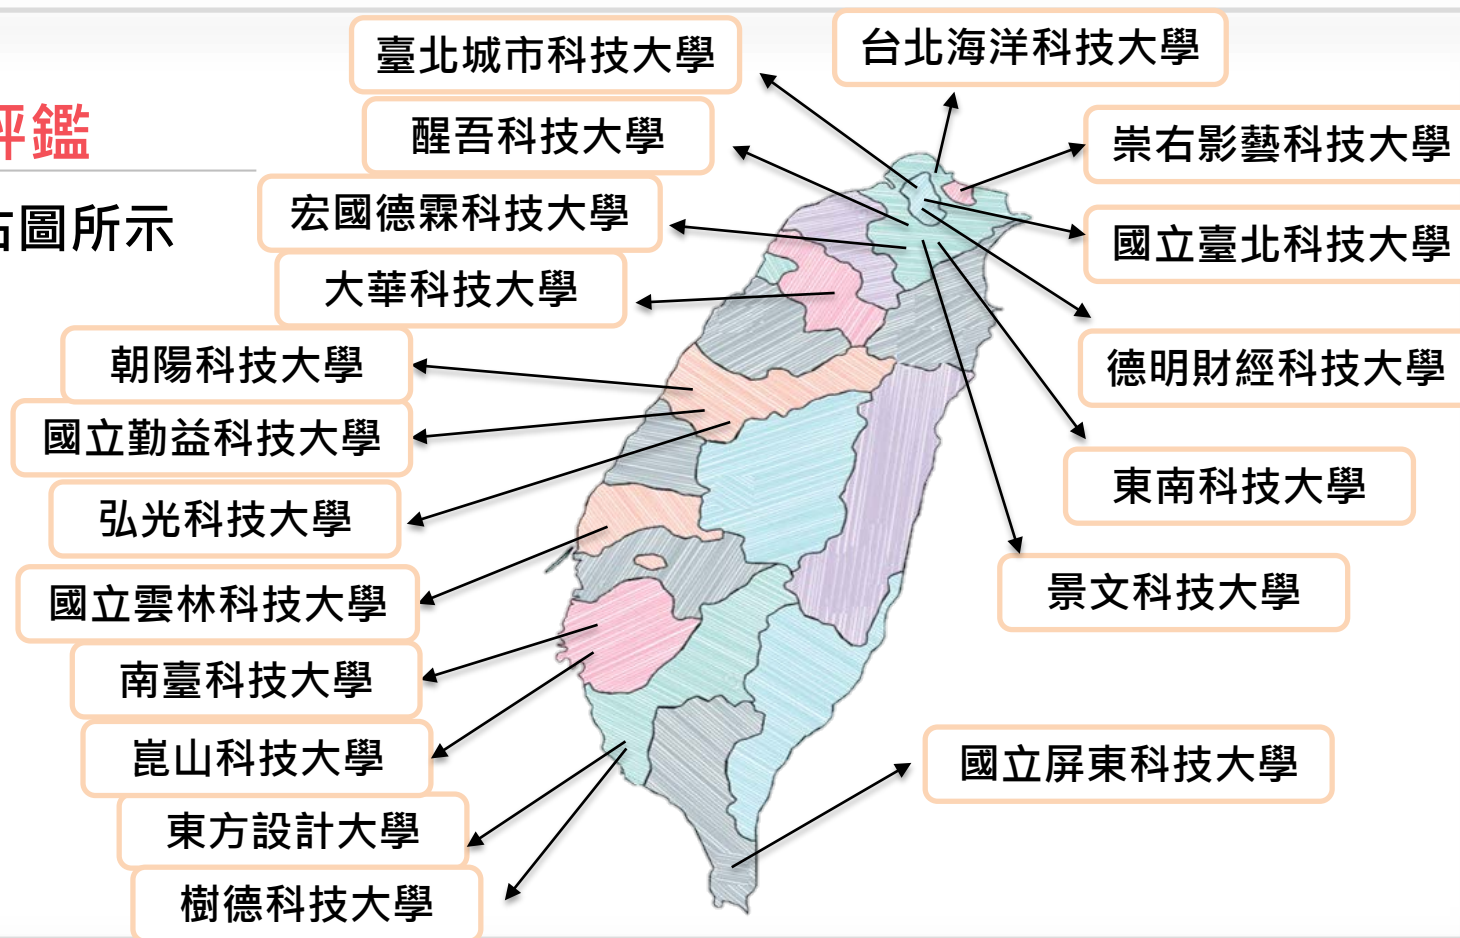 評鑑
右圖所示
臺北城市科技大學
台北海洋科技大學
醒吾科技大學
崇右影藝科技大學
宏國德霖科技大學
國立臺北科技大學
大華科技大學
朝陽科技大學
德明財經科技大學
國立勤益科技大學
東南科技大學
弘光科技大學
景文科技大學
國立雲林科技大學
南臺科技大學
崑山科技大學
國立屏東科技大學
東方設計大學
樹德科技大學